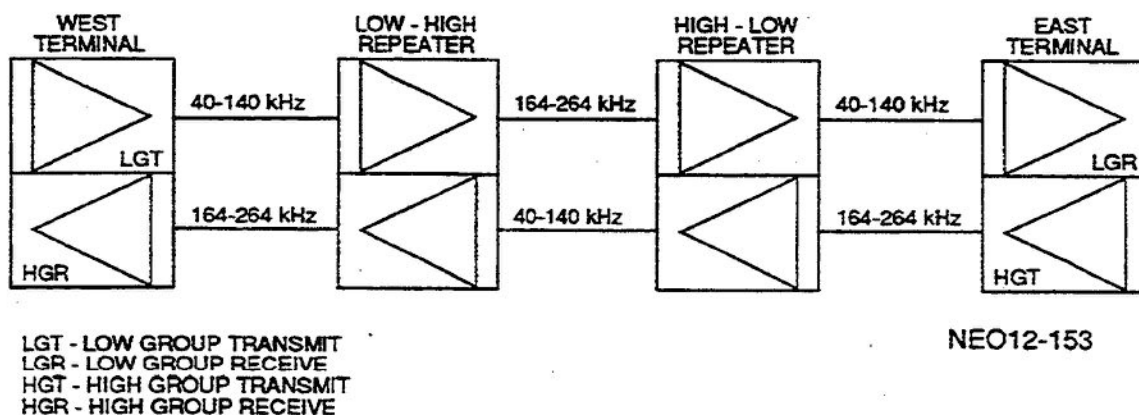 WEST TERMINAL
LOW - HIGH REPEATER
HIGH - LOW REPEATER
EAST TERMINAL
40-140 kHz
164-264 kHz
40-140 kHz
LGT
LGR
164-264 kHz
40-140 kHz
164-264 kHz
HGR
HGT
LGT - LOW GROUP TRANSMIT
LGR - LOW GROUP RECEIVE
HGT - HIGH GROUP TRANSMIT
HGR - HIGH GROUP RECEIVE
NEO12-153